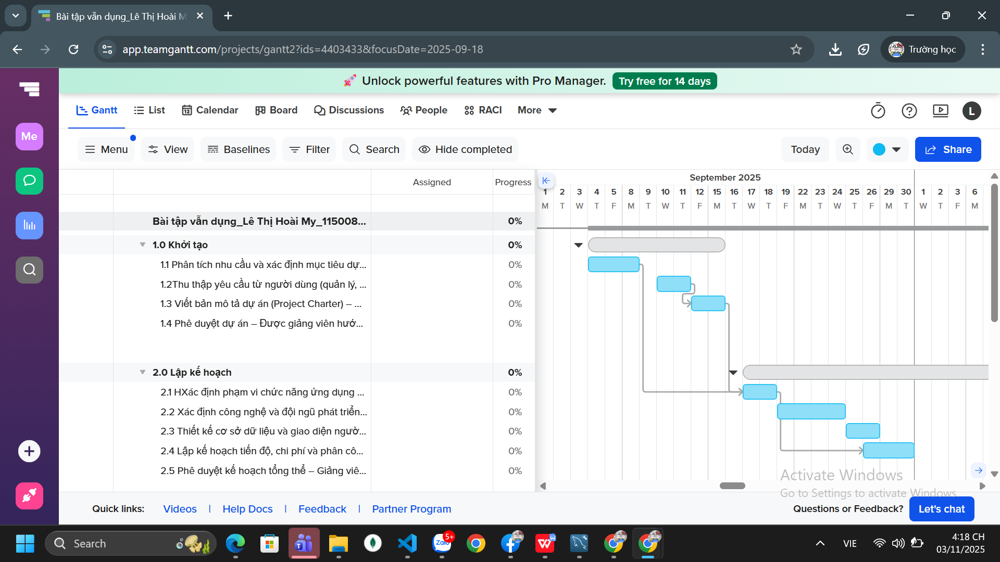 Bài tập vẫn dụng_Lê Thị Hoài M
app.teamgantt.com/projects/gantt2?ids=4403433&focusDate=2025-09-18
Trường học
🚀 Unlock powerful features with Pro Manager. Try free for 14 days
Gantt List Calendar Board Discussions People RACI More L
Me
Menu View Baselines Filter Search Hide completed Today Share
Assigned Progress September 2025
1 2 3 4 5 8 9 10 11 12 15 16 17 18 19 22 23 24 25 26 29 30 1 2 3 6
M T W T F M T W T F M T W T F M T W T F M T W T F M
Bài tập vẫn dụng_Lê Thị Hoài My_115008... 0%
1.0 Khởi tạo 0%
1.1 Phân tích nhu cầu và xác định mục tiêu dự... 0%
1.2Thu thập yêu cầu từ người dùng (quản lý, ... 0%
1.3 Viết bản mô tả dự án (Project Charter) – ... 0%
1.4 Phê duyệt dự án – Được giảng viên hướ... 0%
2.0 Lập kế hoạch 0%
2.1 HXác định phạm vi chức năng ứng dụng ... 0%
2.2 Xác định công nghệ và đội ngũ phát triển... 0%
2.3 Thiết kế cơ sở dữ liệu và giao diện ngườ... 0%
2.4 Lập kế hoạch tiến độ, chi phí và phân cô... 0%
2.5 Phê duyệt kế hoạch tổng thể – Giảng viê... 0%
Activate Windows
Go to Settings to activate Windows.
Quick links: Videos | Help Docs | Feedback | Partner Program Questions or Feedback? Let's chat
Search 5+ Zalo VIE 4:18 CH
03/11/2025